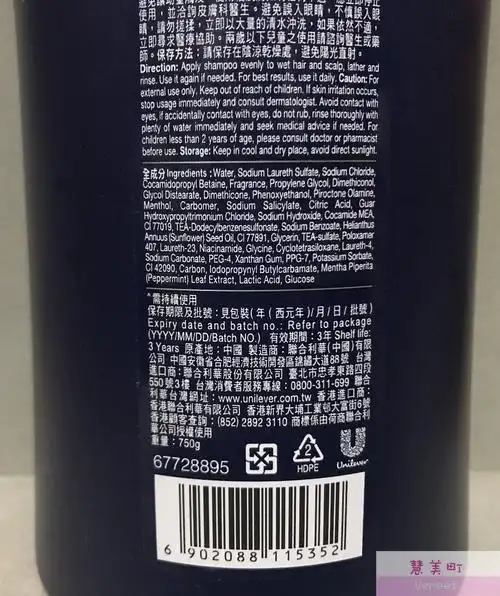 使用，並洽詢皮膚科醫生。避免誤入眼睛，不慎誤入眼
睛，請勿搓揉，立即以大量的清水沖洗，如果依然不適，
立即尋求醫療協助。兩歲以下兒童之使用請諮詢醫生或藥
師。保存方法：請保存在陰涼乾燥處，避免陽光直射。
Direction: Apply shampoo evenly to wet hair and scalp, lather and
rinse. Use it again if needed. For best results, use it daily. Caution: For
external use only. Keep out of reach of children. If skin irritation occurs,
stop usage immediately and consult dermatologist. Avoid contact with
eyes, if accidentally contact with eyes, do not rub, rinse thoroughly with
plenty of water immediately and seek medical advice if needed. For
children less than 2 years of age, please consult doctor or pharmacist
before use. Storage: Keep in cool and dry place, avoid direct sunlight.
全成分 Ingredients : Water, Sodium Laureth Sulfate, Sodium Chloride,
Cocamidopropyl Betaine, Fragrance, Propylene Glycol, Dimethiconol,
Glycol Distearate, Dimethicone, Phenoxyethanol, Piroctone Olamine,
Menthol, Carbomer, Sodium Salicylate, Citric Acid, Guar
Hydroxypropyltrimonium Chloride, Sodium Hydroxide, Cocamide MEA,
CI 77019, TEA-Dodecylbenzenesulfonate, Sodium Benzoate, Helianthus
Annuus (Sunflower) Seed Oil, CI 77891, Glycerin, TEA-sulfate, Poloxamer
407, Laureth-23, Niacinamide, Glycine, Cyclotetrasiloxane, Laureth-4,
Sodium Carbonate, PEG-4, Xanthan Gum, PPG-7, Potassium Sorbate,
CI 42090, Carbon, Iodopropynyl Butylcarbamate, Mentha Piperita
(Peppermint) Leaf Extract, Lactic Acid, Glucose
^需持續使用
保存期限及批號：見包裝(年(西元年)/月/日/批號)
Expiry date and batch no.: Refer to package
(YYYY/MM/DD/BATCH NO.) 有效期間：3年 Shelf life:
3 Years 原產地：中國 製造商：聯合利華(中國)有限
公司 中國安徽省合肥經濟技術開發區錦繡大道88號 台灣
進口商：聯合利華股份有限公司 臺北市忠孝東路四段
550號3樓 台灣消費者服務專線：0800-311-699 聯合
利華台灣網址：www.unilever.com.tw 香港進口商：
聯合利華香港有限公司 香港新界大埔工業邨大富街6號
香港顧客查詢：(852) 2892 3110 商標係由荷商聯合利
華公司授權使用
重量：750g
67728895
2
HDPE
Unilever
6 902088 115352
慧美町